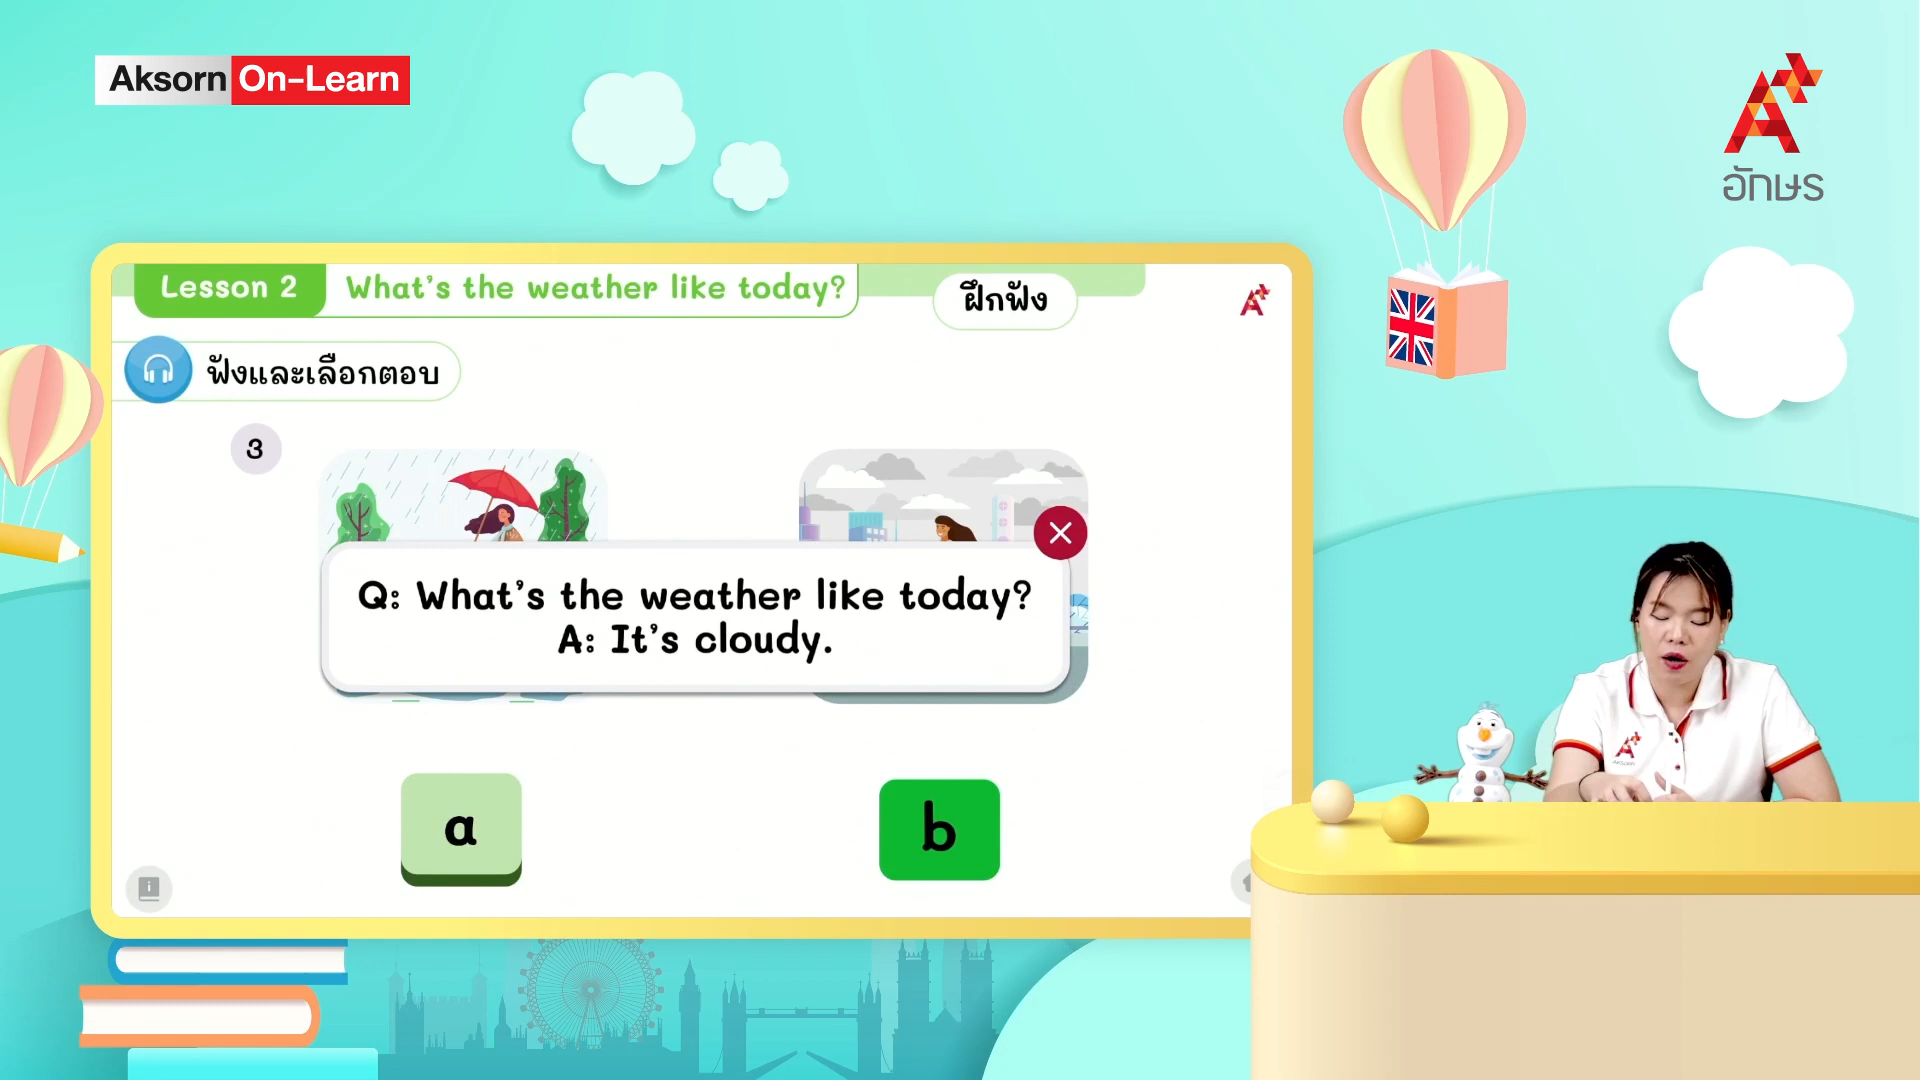 Aksorn On-Learn
อักษร
Lesson 2 What's the weather like today?
ฝึกฟัง
ฟังและเลือกตอบ
3
Q: What's the weather like today?
A: It's cloudy.
a
b